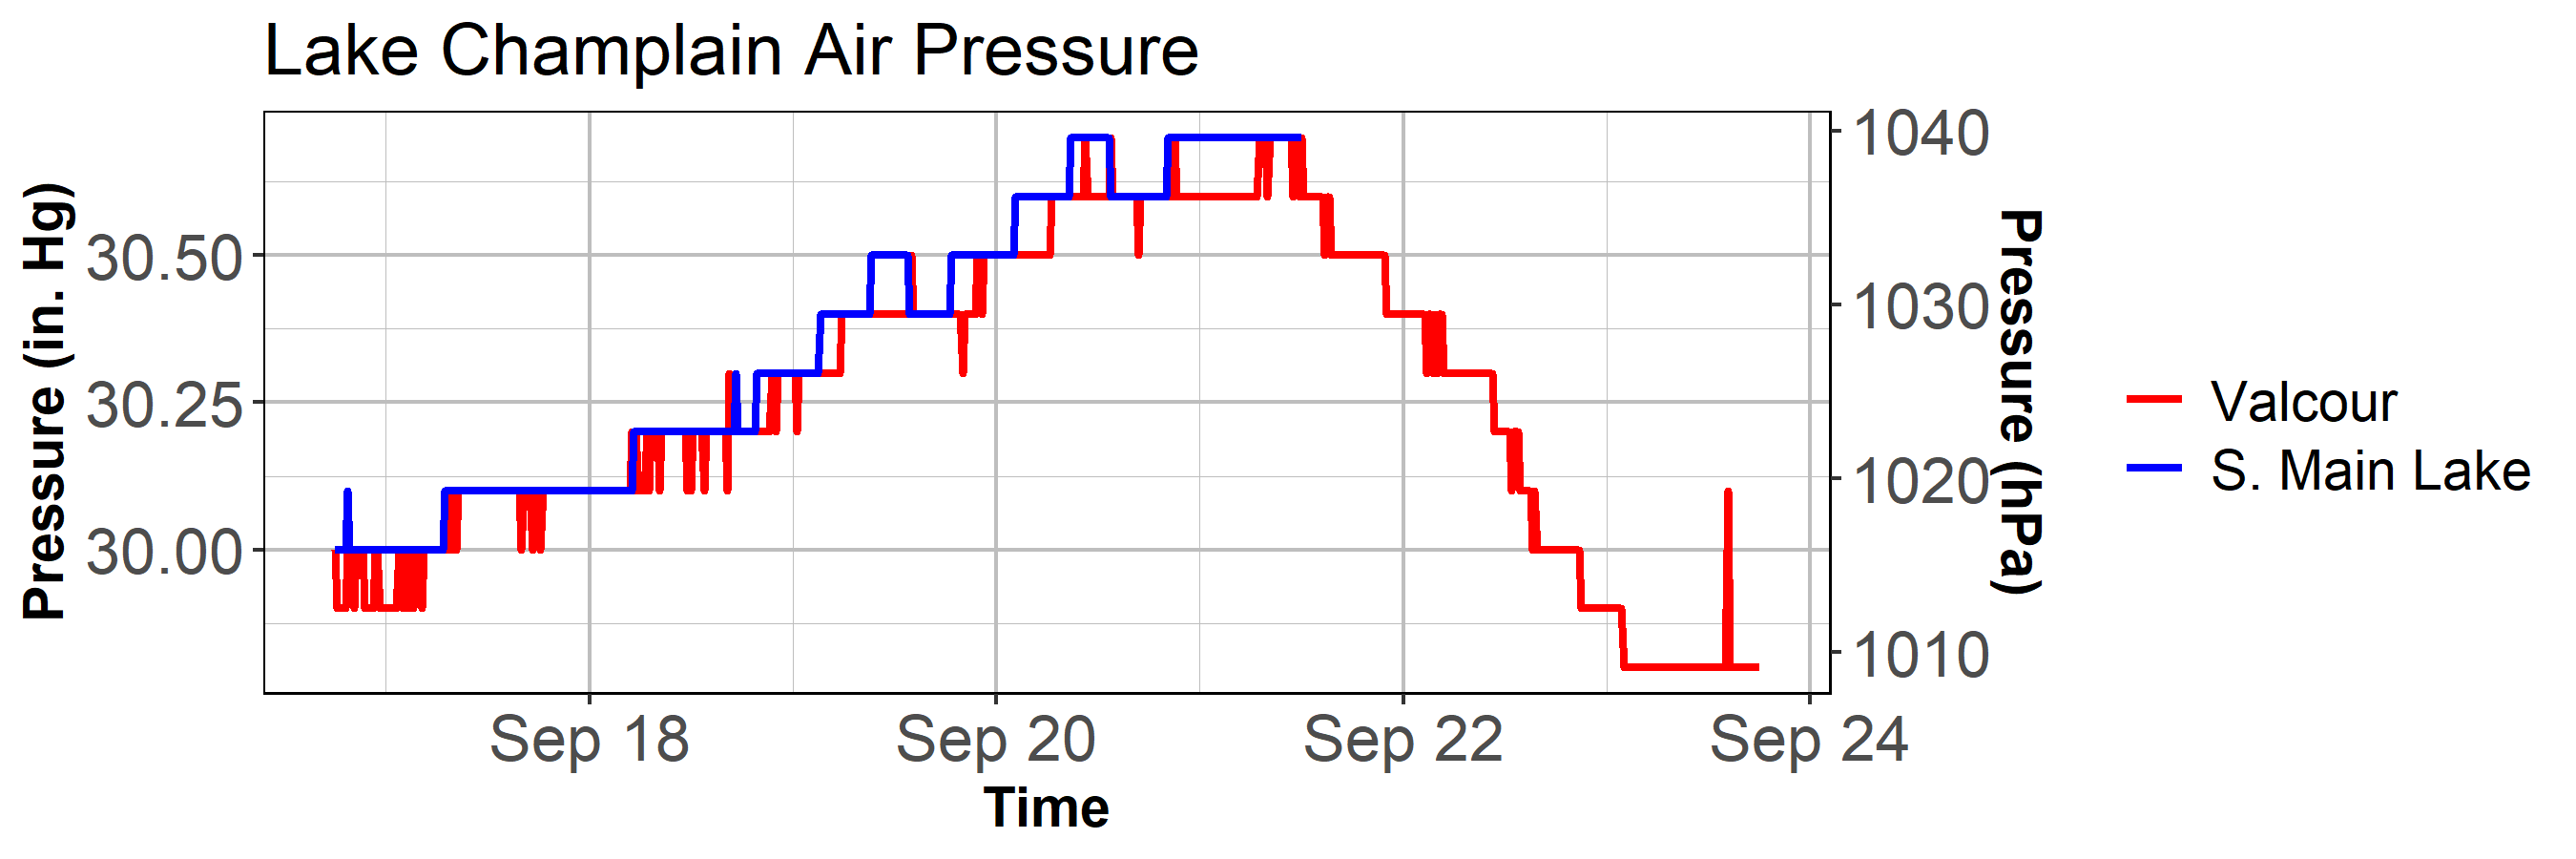 Lake Champlain Air Pressure
Pressure (in. Hg)
30.50
30.25
30.00
1040
1030
1020
1010
Pressure (hPa)
Sep 18
Sep 20
Sep 22
Sep 24
Time
Valcour
S. Main Lake